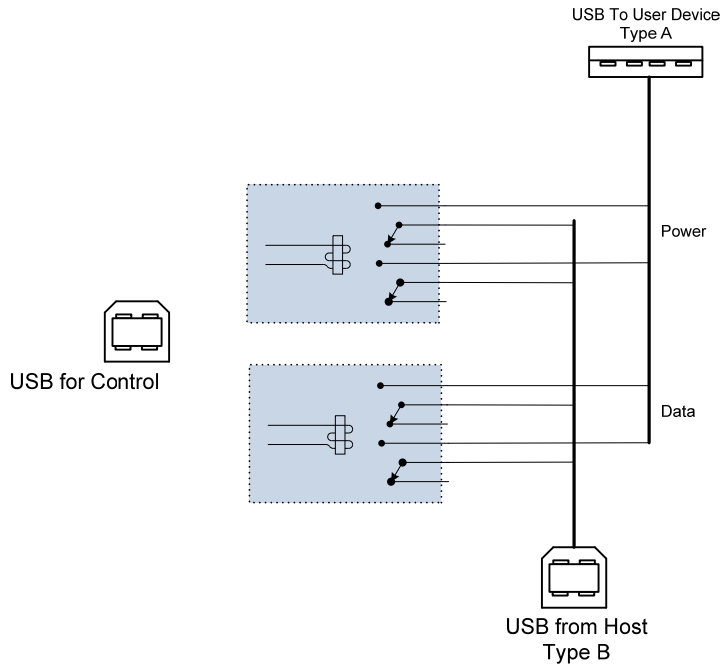 USB To User Device
Type A
Power
USB for Control
Data
USB from Host
Type B